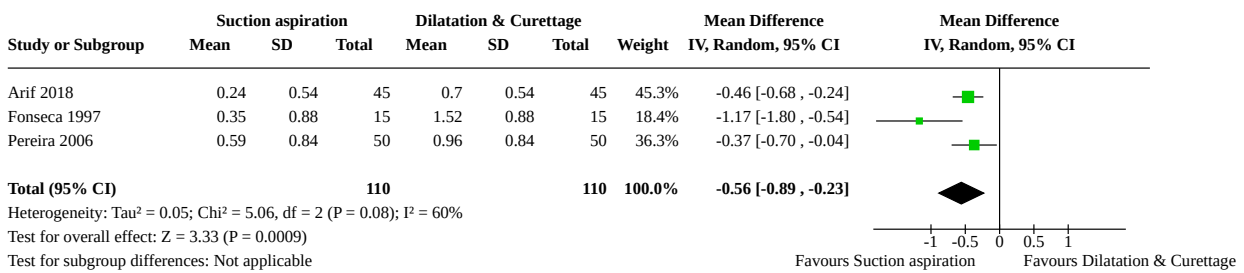 Suction aspiration Dilatation & Curettage Mean Difference Mean Difference
Study or Subgroup Mean SD Total Mean SD Total Weight IV, Random, 95% CI IV, Random, 95% CI
Arif 2018 0.24 0.54 45 0.7 0.54 45 45.3% -0.46 [-0.68 , -0.24]
Fonseca 1997 0.35 0.88 15 1.52 0.88 15 18.4% -1.17 [-1.80 , -0.54]
Pereira 2006 0.59 0.84 50 0.96 0.84 50 36.3% -0.37 [-0.70 , -0.04]
Total (95% CI) 110 110 100.0% -0.56 [-0.89 , -0.23]
Heterogeneity: Tau² = 0.05; Chi² = 5.06, df = 2 (P = 0.08); I² = 60%
Test for overall effect: Z = 3.33 (P = 0.0009) -1 -0.5 0 0.5 1
Test for subgroup differences: Not applicable Favours Suction aspiration Favours Dilatation & Curettage